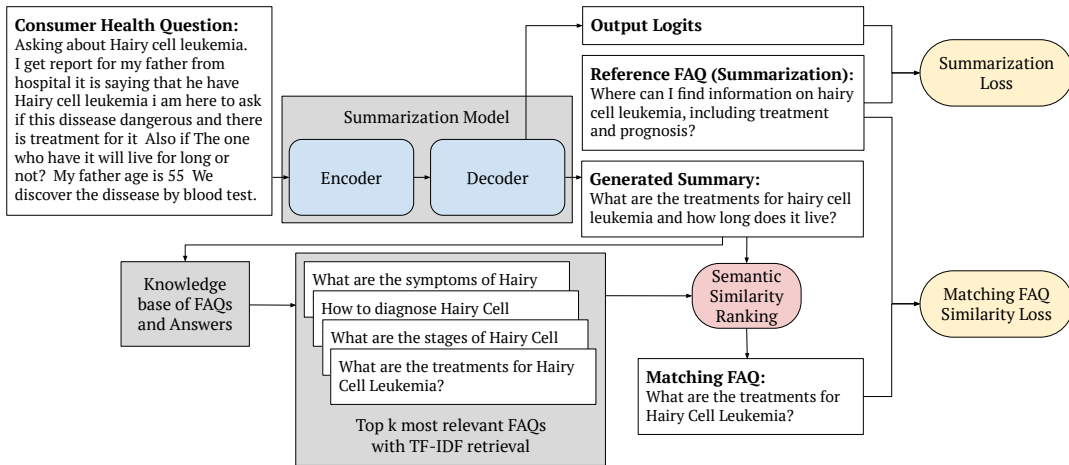 Consumer Health Question:
Asking about Hairy cell leukemia.
I get report for my father from
hospital it is saying that he have
Hairy cell leukemia i am here to ask
if this dissease dangerous and there
is treatment for it  Also if The one
who have it will live for long or
not?  My father age is 55  We
discover the dissease by blood test.
Summarization Model
Encoder
Decoder
Output Logits
Reference FAQ (Summarization):
Where can I find information on hairy
cell leukemia, including treatment
and prognosis?
Generated Summary:
What are the treatments for hairy cell
leukemia and how long does it live?
Summarization
Loss
Knowledge
base of FAQs
and Answers
What are the symptoms of Hairy
How to diagnose Hairy Cell
What are the stages of Hairy Cell
What are the treatments for Hairy
Cell Leukemia?
Top k most relevant FAQs
with TF-IDF retrieval
Semantic
Similarity
Ranking
Matching FAQ:
What are the treatments for
Hairy Cell Leukemia?
Matching FAQ
Similarity Loss